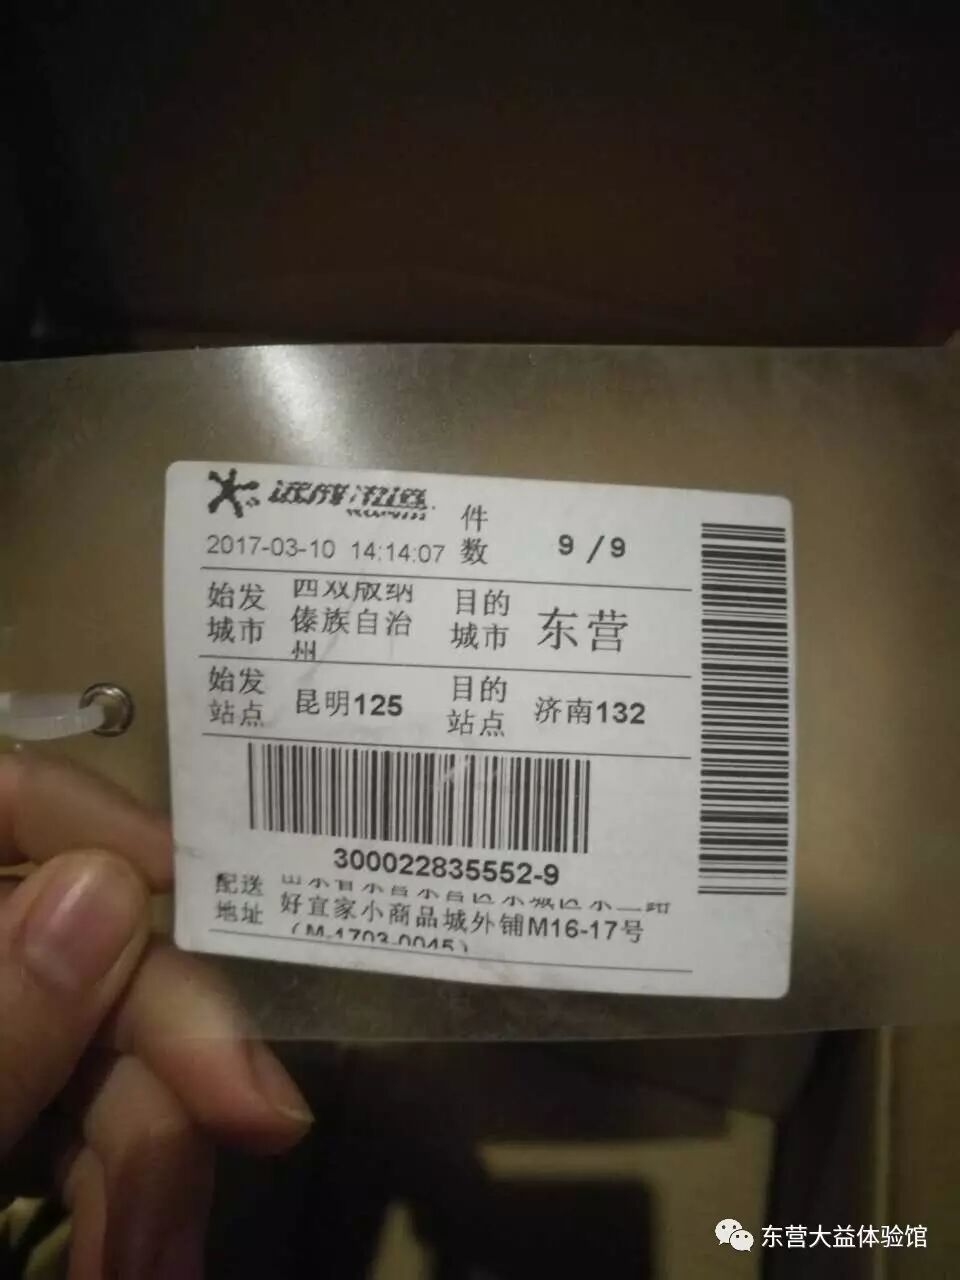 远成快运
件数
9 / 9
2017-03-10 14:14:07
始发城市
西双版纳
傣族自治
州
目的城市
东营
始发站点
昆明125
目的站点
济南132
300022835552-9
配送地址
好宜家小商品城外铺M16-17号
(M-1703-0045)
东营大益体验馆